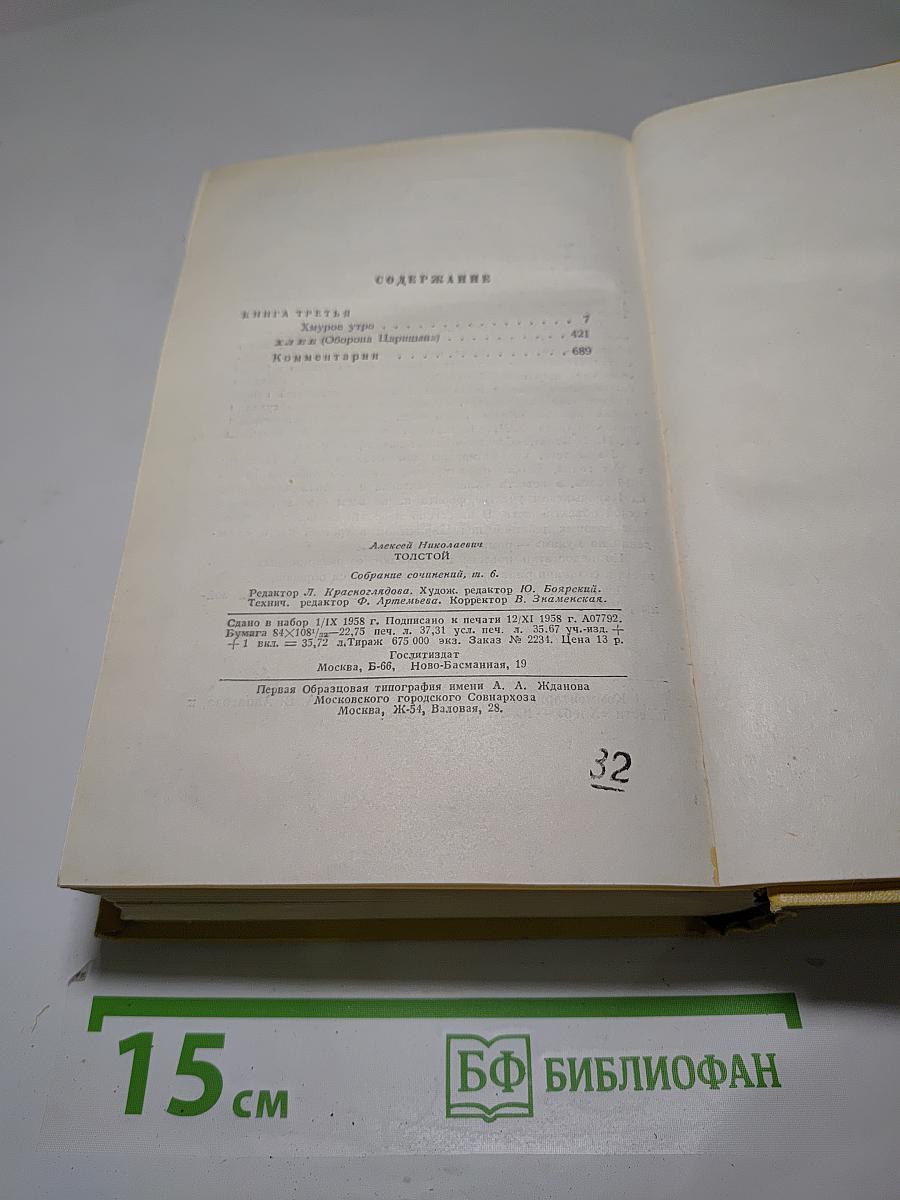 СОДЕРЖАНИЕ
КНИГА ТРЕТЬЯ
Хмурое утро . . . . . . . . . . . . . . . . 7
ХЛЕБ (Оборона Царицына) . . . . . . . . . . 421
Комментарии . . . . . . . . . . . . . . 689
Алексей Николаевич
ТОЛСТОЙ
Собрание сочинений, т. 6.
Редактор Л. Красноглядова. Худож. редактор Ю. Боярский.
Технич. редактор Ф. Артемьева. Корректор В. Знаменская.
Сдано в набор 1/IX 1958 г. Подписано к печати 12/XI 1958 г. А07792.
Бумага 84×108¹/₃₂—22,75 печ. л. 37,31 усл. печ. л. 35.67 уч.-изд. +
+1 вкл. = 35,72 л.Тираж 675 000 экз. Заказ № 2231. Цена 13 р.
Гослитиздат
Москва, Б-66, Ново-Басманная, 19
Первая Образцовая типография имени А. А. Жданова
Московского городского Совнархоза
Москва, Ж-54, Валовая, 28.
32
15 см
БФ БИБЛИОФАН